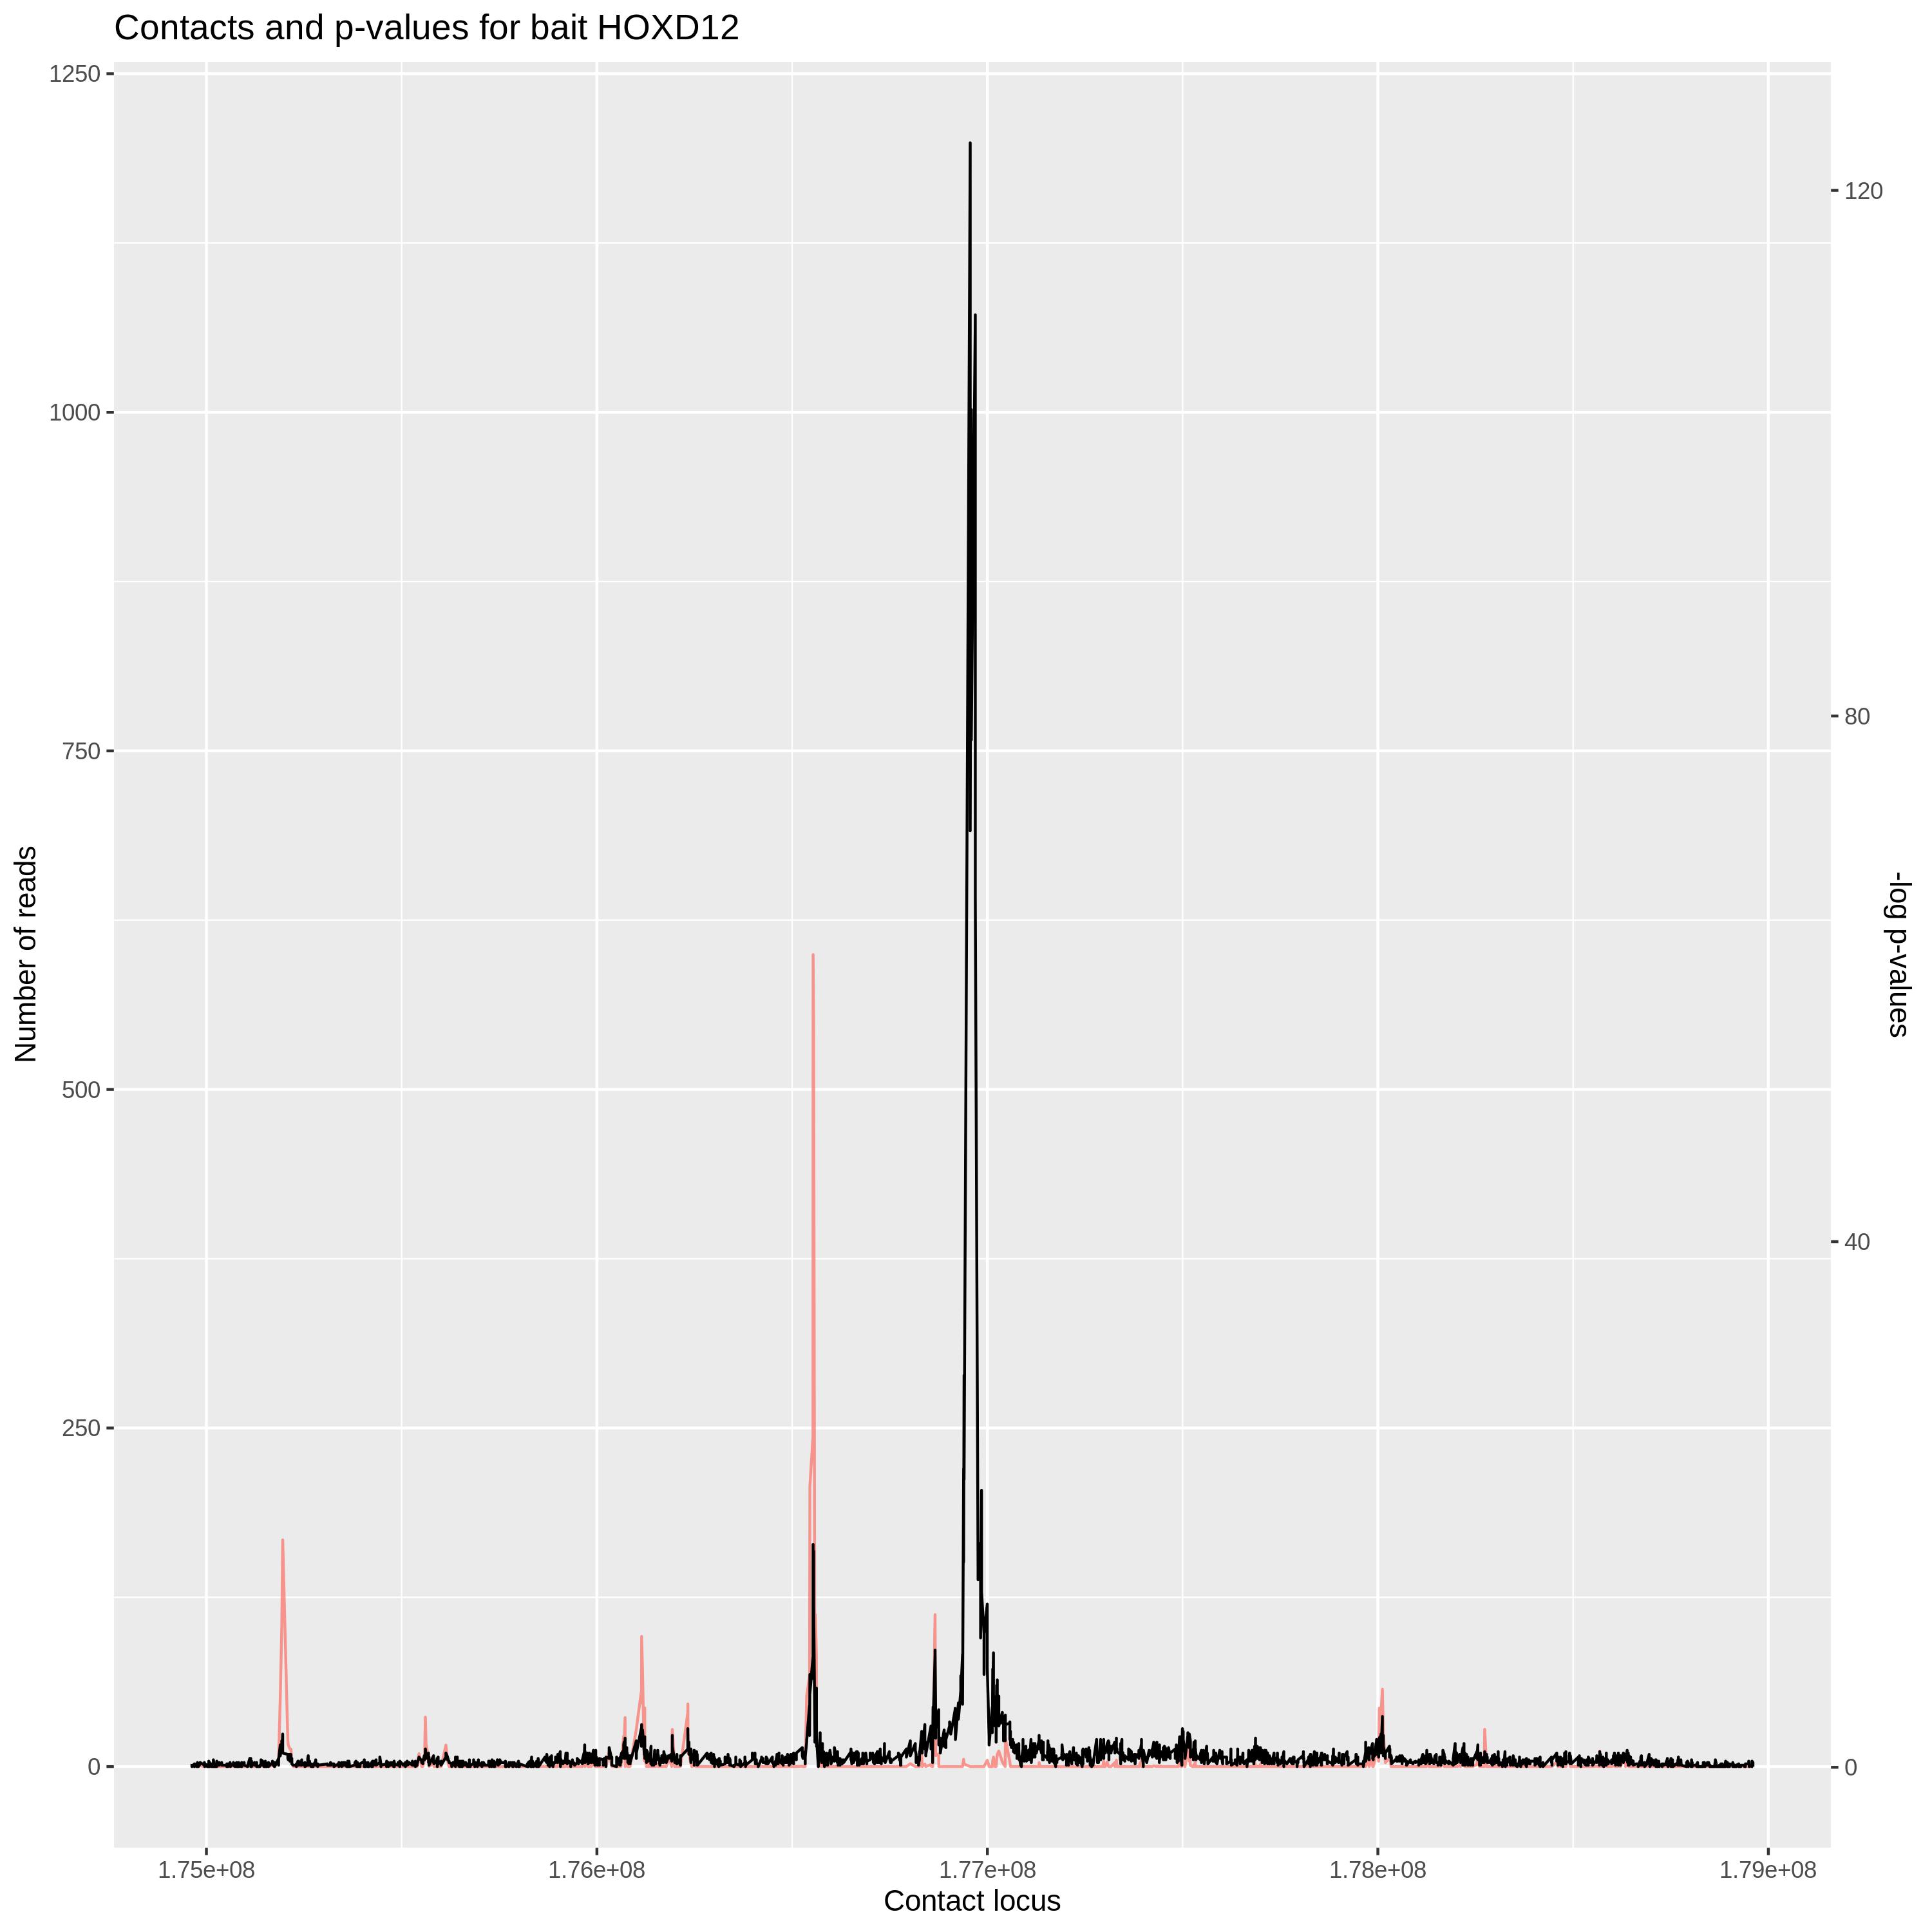 Contacts and p-values for bait HOXD12
1250
1000
750
500
250
0
Number of reads
120
80
40
0
-log p-values
1.75e+08 1.76e+08 1.77e+08 1.78e+08 1.79e+08
Contact locus